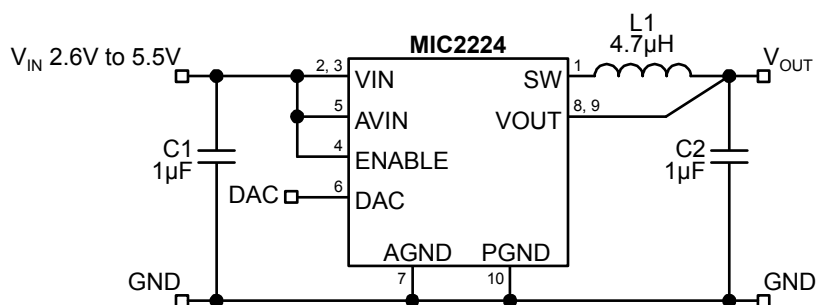 L1
4.7µH
MIC2224
VIN 2.6V to 5.5V
VOUT
2, 3
VIN
SW
1
5
AVIN
VOUT
8, 9
4
ENABLE
C1
1µF
C2
1µF
DAC
6
DAC
AGND
PGND
7
10
GND
GND